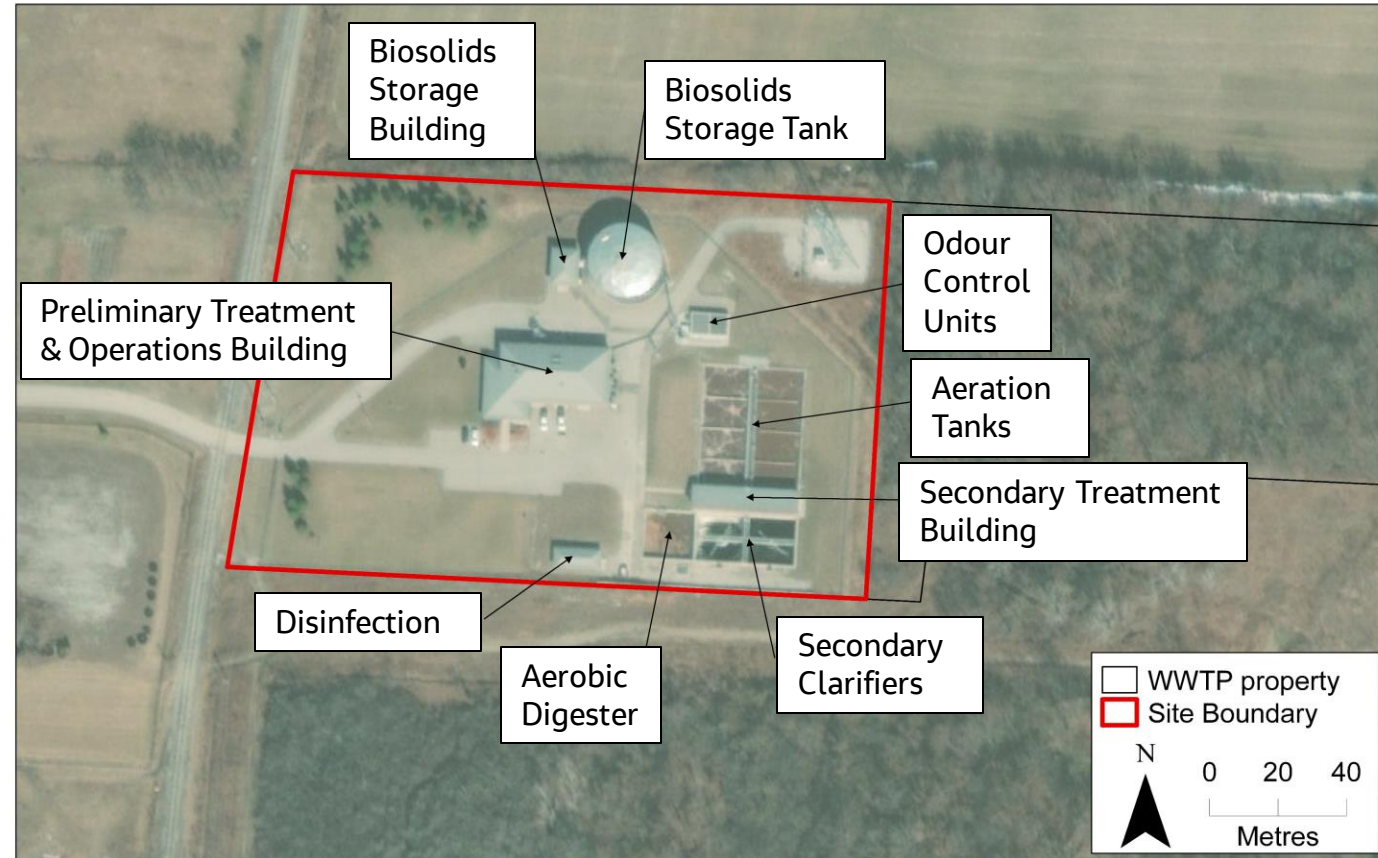 Biosolids
Storage
Building
Biosolids
Storage Tank
Odour
Control
Units
Preliminary Treatment
& Operations Building
Aeration
Tanks
Secondary Treatment
Building
Disinfection
Aerobic
Digester
Secondary
Clarifiers
WWTP property
Site Boundary
N
0 20 40
Metres